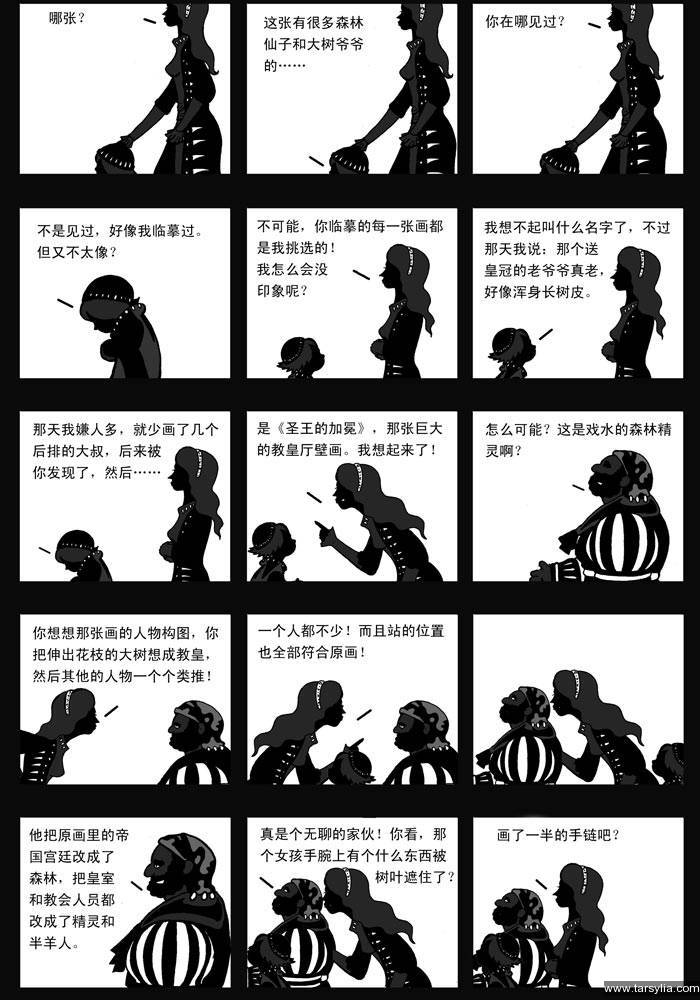 哪张？
这张有很多森林
仙子和大树爷爷
的……
你在哪见过？
不是见过，好像我临摹过。
但又不太像？
不可能，你临摹的每一张画都
是我挑选的！
我怎么会没
印象呢？
我想不起叫什么名字了，不过
那天我说：那个送
皇冠的老爷爷真老，
好像浑身长树皮。
那天我嫌人多，就少画了几个
后排的大叔，后来被
你发现了，然后……
是《圣王的加冕》，那张巨大
的教皇厅壁画。我想起来了！
怎么可能？这是戏水的森林精
灵啊？
你想想那张画的人物构图，你
把伸出花枝的大树想成教皇，
然后其他的人物一个个类推！
一个人都不少！而且站的位置
也全部符合原画！
他把原画里的帝
国宫廷改成了
森林，把皇室
和教会人员都
改成了精灵和
半羊人。
真是个无聊的家伙！你看，那
个女孩手腕上有个什么东西被
树叶遮住了？
画了一半的手链吧？
www.tarsylia.com